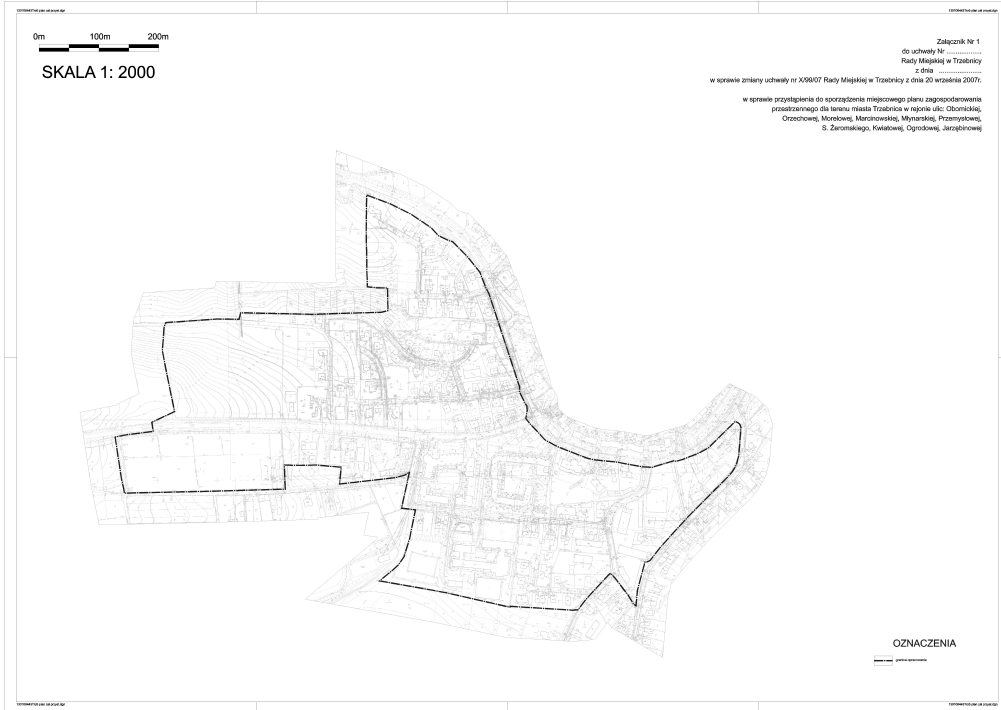 0m 100m 200m
SKALA 1: 2000
Załącznik Nr 1
do uchwały Nr ..................
Rady Miejskiej w Trzebnicy
z dnia ......................
w sprawie zmiany uchwały nr X/99/07 Rady Miejskiej w Trzebnicy z dnia 20 września 2007r.
w sprawie przystąpienia do sporządzenia miejscowego planu zagospodarowania
przestrzennego dla terenu miasta Trzebnica w rejonie ulic: Obornickiej,
Orzechowej, Morelowej, Marcinowskiej, Młynarskiej, Przemysłowej,
S. Żeromskiego, Kwiatowej, Ogrodowej, Jarzębinowej
OZNACZENIA
granica opracowania